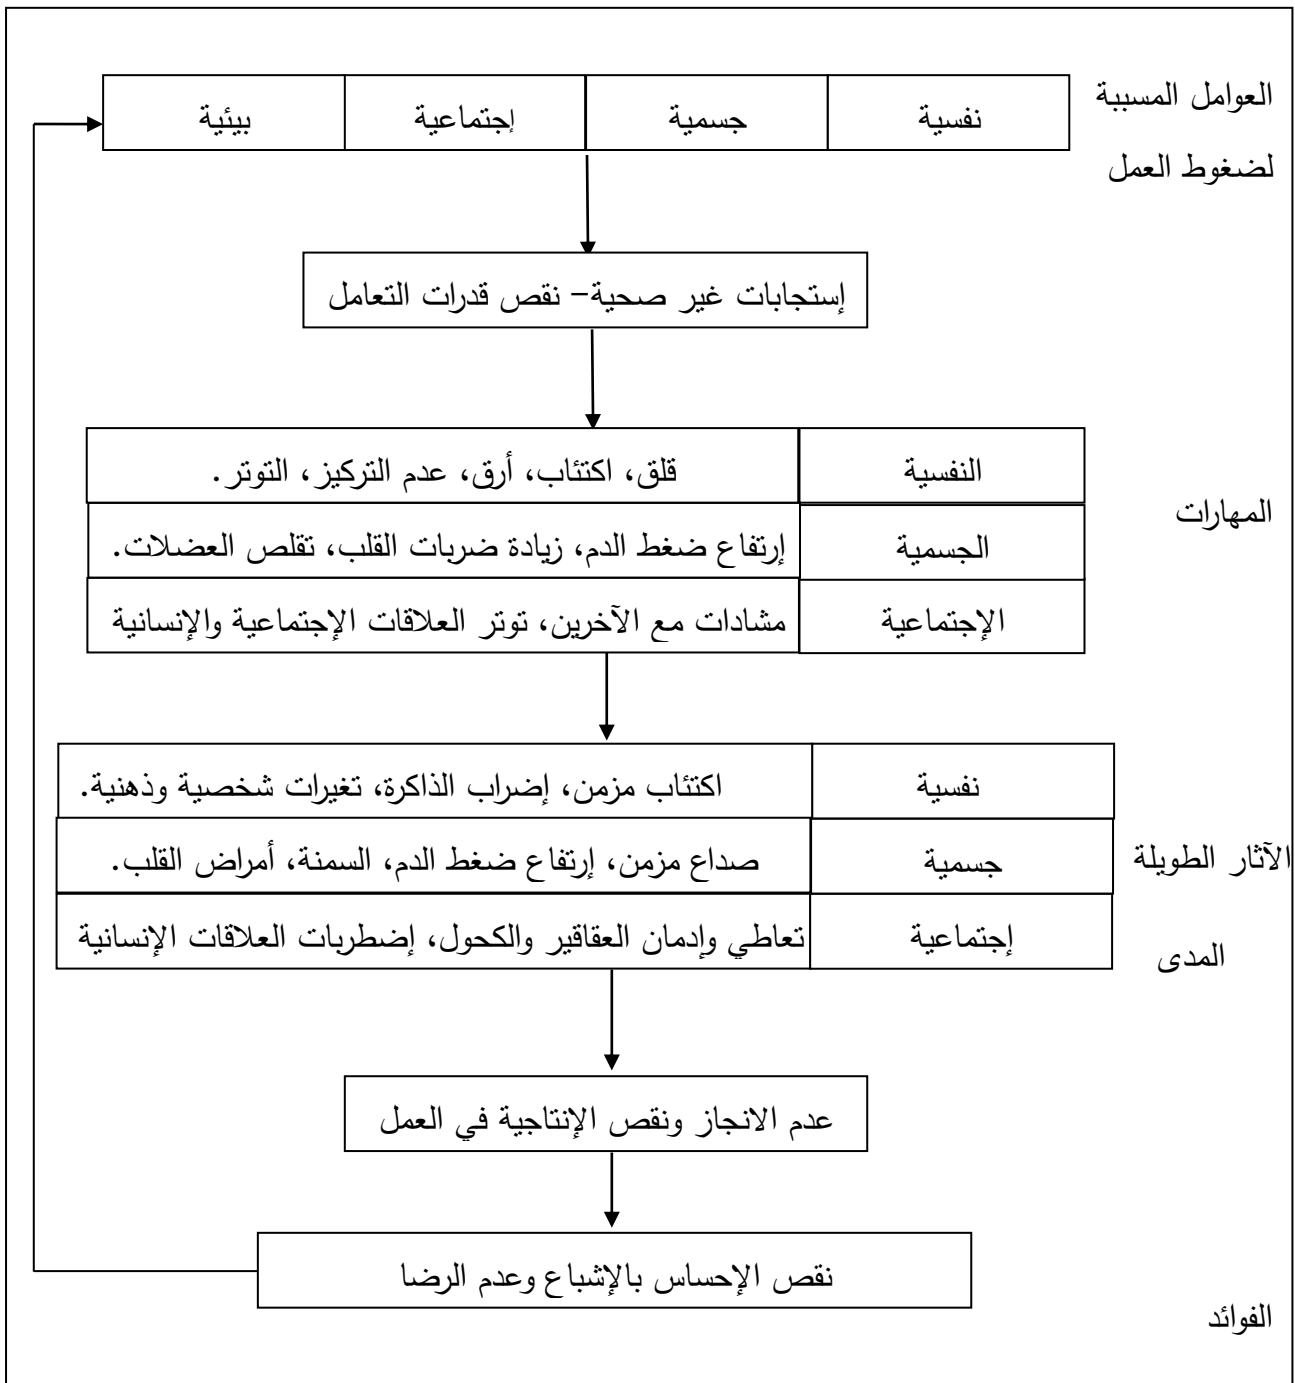 العوامل المسببة
نفسية جسمية إجتماعية بيئية
لضغوط العمل
إستجابات غير صحية– نقص قدرات التعامل
النفسية قلق، اكتئاب، أرق، عدم التركيز، التوتر.
المهارات
الجسمية إرتفاع ضغط الدم، زيادة ضربات القلب، تقلص العضلات.
الإجتماعية مشادات مع الآخرين، توتر العلاقات الإجتماعية والإنسانية
نفسية اكتئاب مزمن، إضراب الذاكرة، تغيرات شخصية وذهنية.
الآثار الطويلة
جسمية صداع مزمن، إرتفاع ضغط الدم، السمنة، أمراض القلب.
إجتماعية تعاطي وإدمان العقاقير والكحول، إضطربات العلاقات الإنسانية
المدى
عدم الانجاز ونقص الإنتاجية في العمل
نقص الإحساس بالإشباع وعدم الرضا
الفوائد